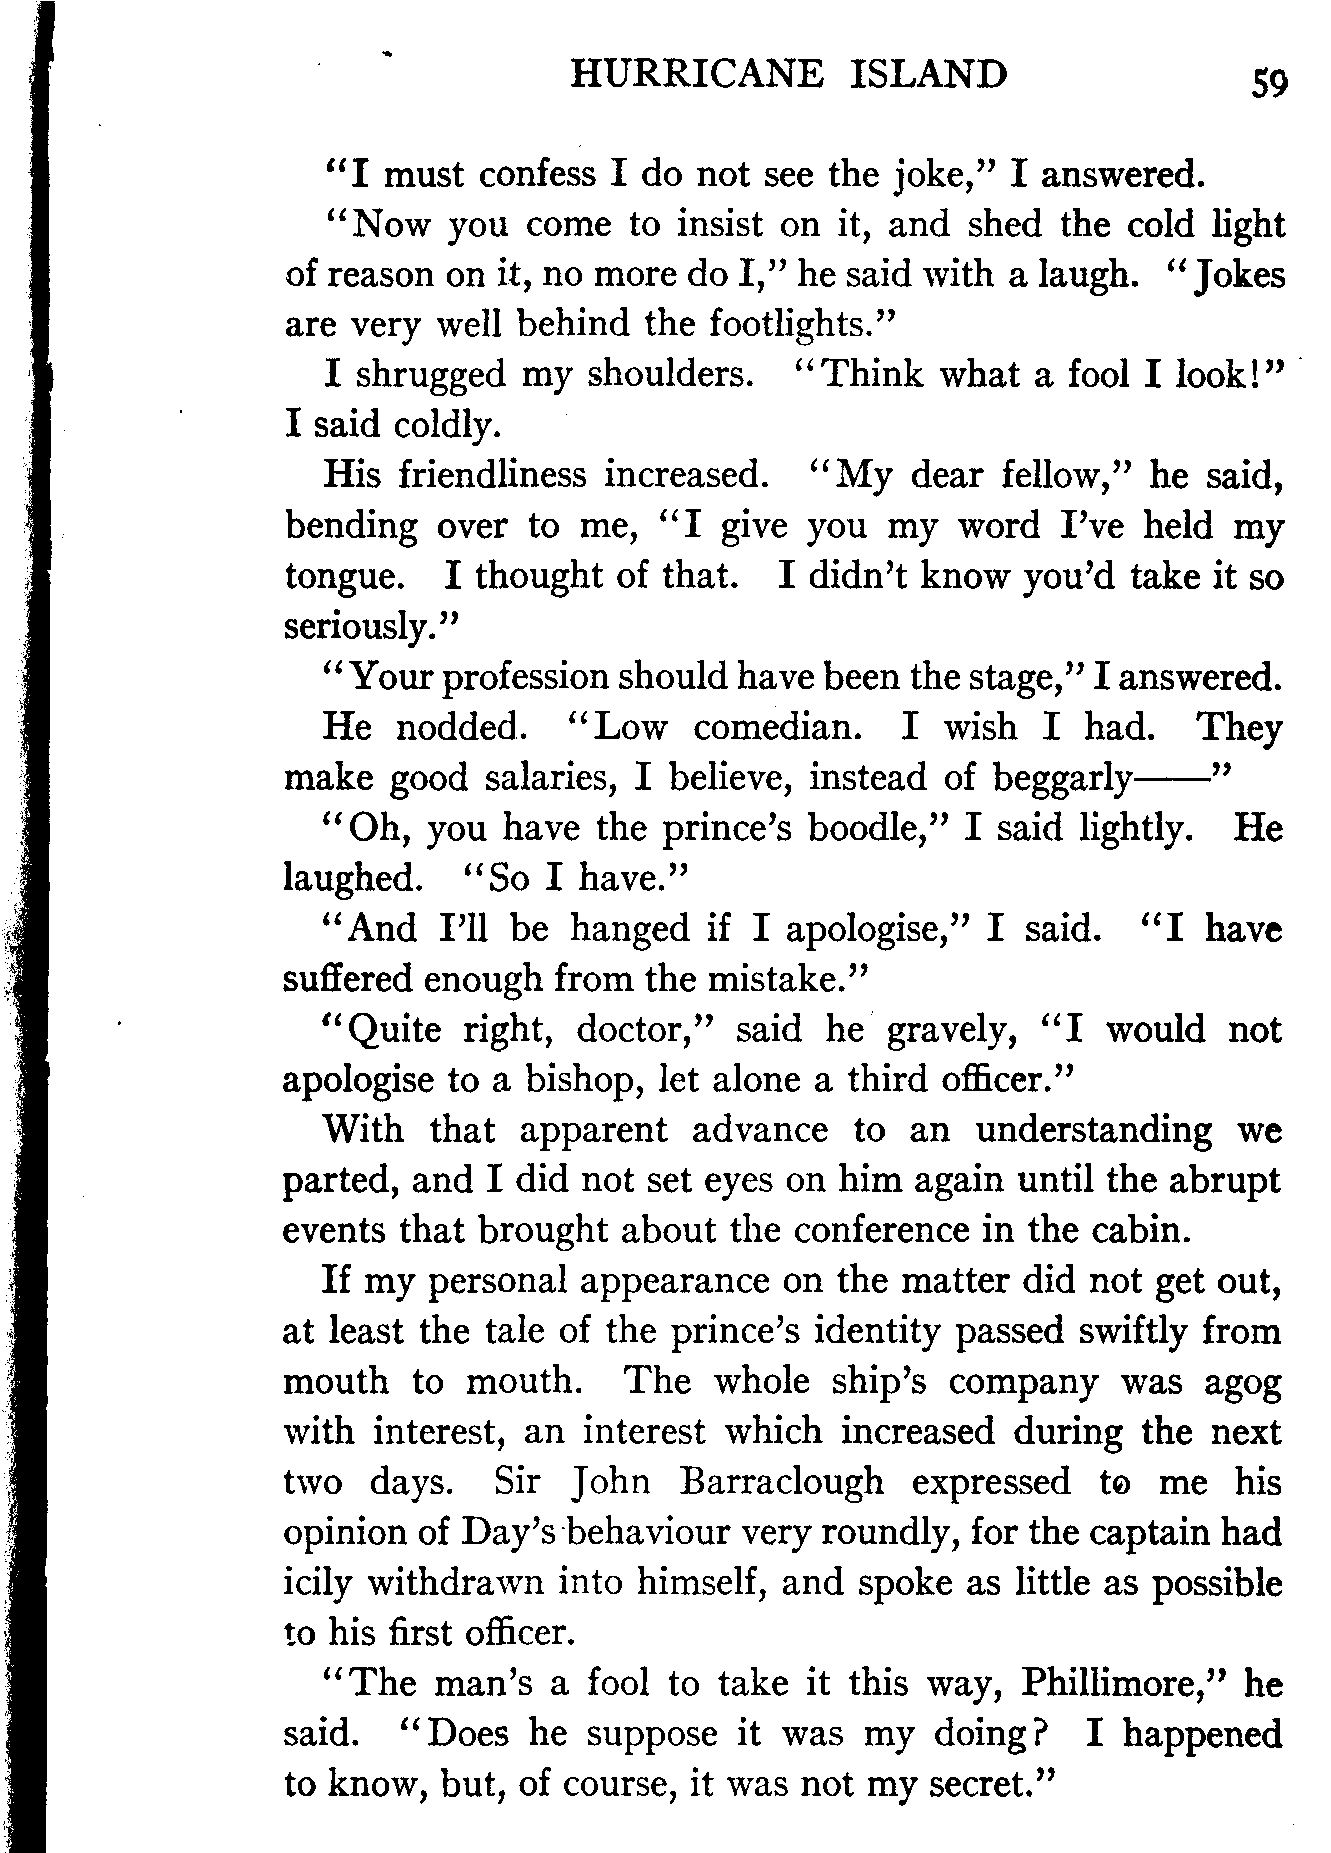 HURRICANE ISLAND 59
"I must confess I do not see the joke," I answered.
"Now you come to insist on it, and shed the cold light
of reason on it, no more do I," he said with a laugh. "Jokes
are very well behind the footlights."
I shrugged my shoulders. "Think what a fool I look!"
I said coldly.
His friendliness increased. "My dear fellow," he said,
bending over to me, "I give you my word I've held my
tongue. I thought of that. I didn't know you'd take it so
seriously."
"Your profession should have been the stage," I answered.
He nodded. "Low comedian. I wish I had. They
make good salaries, I believe, instead of beggarly——"
"Oh, you have the prince's boodle," I said lightly. He
laughed. "So I have."
"And I'll be hanged if I apologise," I said. "I have
suffered enough from the mistake."
"Quite right, doctor," said he gravely, "I would not
apologise to a bishop, let alone a third officer."
With that apparent advance to an understanding we
parted, and I did not set eyes on him again until the abrupt
events that brought about the conference in the cabin.
If my personal appearance on the matter did not get out,
at least the tale of the prince's identity passed swiftly from
mouth to mouth. The whole ship's company was agog
with interest, an interest which increased during the next
two days. Sir John Barraclough expressed to me his
opinion of Day's behaviour very roundly, for the captain had
icily withdrawn into himself, and spoke as little as possible
to his first officer.
"The man's a fool to take it this way, Phillimore," he
said. "Does he suppose it was my doing? I happened
to know, but, of course, it was not my secret."